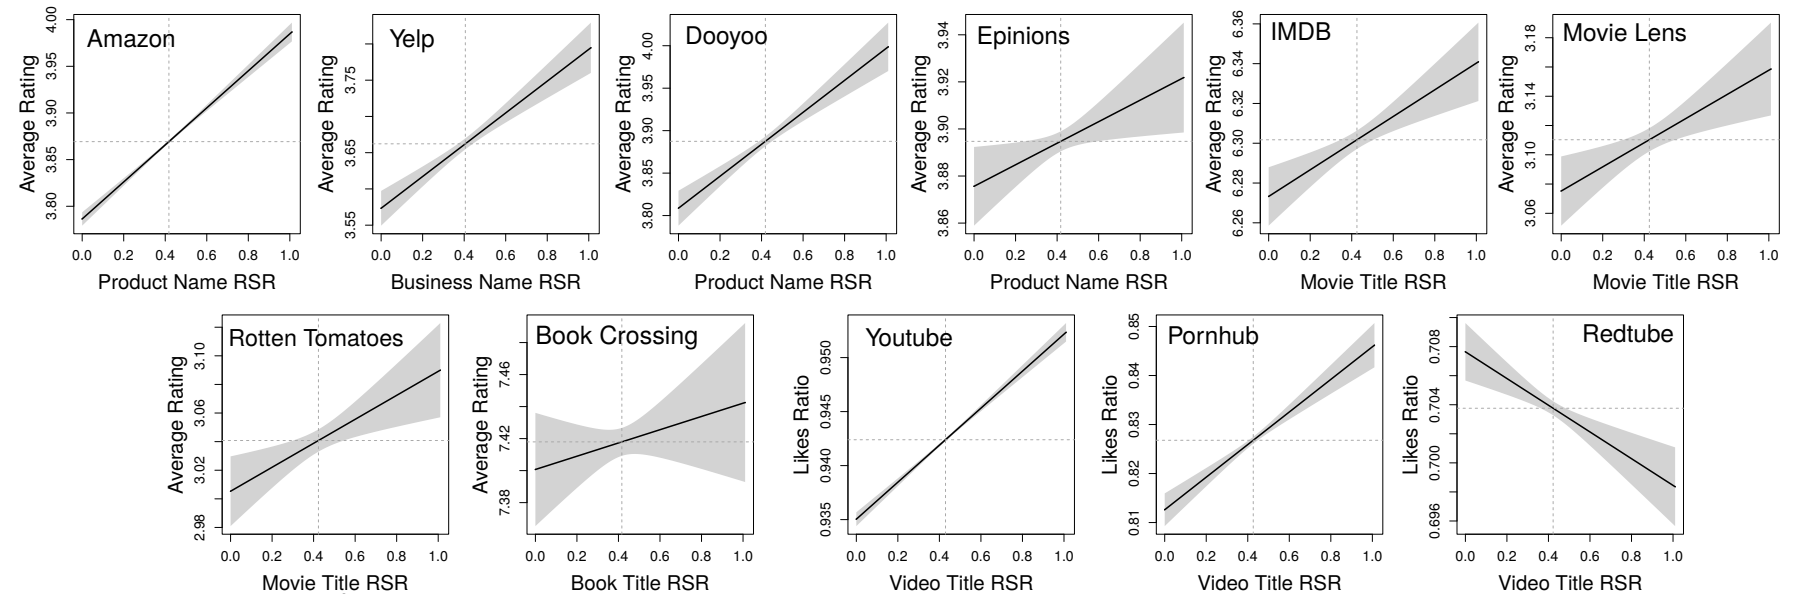 Amazon
Average Rating
3.80 3.85 3.90 3.95 4.00
0.0 0.2 0.4 0.6 0.8 1.0
Product Name RSR
Yelp
Average Rating
3.55 3.65 3.75
0.0 0.2 0.4 0.6 0.8 1.0
Business Name RSR
Dooyoo
Average Rating
3.80 3.85 3.90 3.95 4.00
0.0 0.2 0.4 0.6 0.8 1.0
Product Name RSR
Epinions
Average Rating
3.86 3.88 3.90 3.92 3.94
0.0 0.2 0.4 0.6 0.8 1.0
Product Name RSR
IMDB
Average Rating
6.26 6.28 6.30 6.32 6.34 6.36
0.0 0.2 0.4 0.6 0.8 1.0
Movie Title RSR
Movie Lens
Average Rating
3.06 3.10 3.14 3.18
0.0 0.2 0.4 0.6 0.8 1.0
Movie Title RSR
Rotten Tomatoes
Average Rating
2.98 3.02 3.06 3.10
0.0 0.2 0.4 0.6 0.8 1.0
Movie Title RSR
Book Crossing
Average Rating
7.38 7.42 7.46
0.0 0.2 0.4 0.6 0.8 1.0
Book Title RSR
Youtube
Likes Ratio
0.935 0.940 0.945 0.950
0.0 0.2 0.4 0.6 0.8 1.0
Video Title RSR
Pornhub
Likes Ratio
0.81 0.82 0.83 0.84 0.85
0.0 0.2 0.4 0.6 0.8 1.0
Video Title RSR
Redtube
Likes Ratio
0.696 0.700 0.704 0.708
0.0 0.2 0.4 0.6 0.8 1.0
Video Title RSR